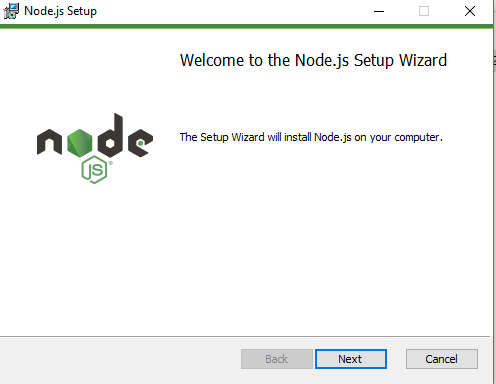 Node.js Setup
Welcome to the Node.js Setup Wizard
The Setup Wizard will install Node.js on your computer.
node
JS®
Back Next Cancel